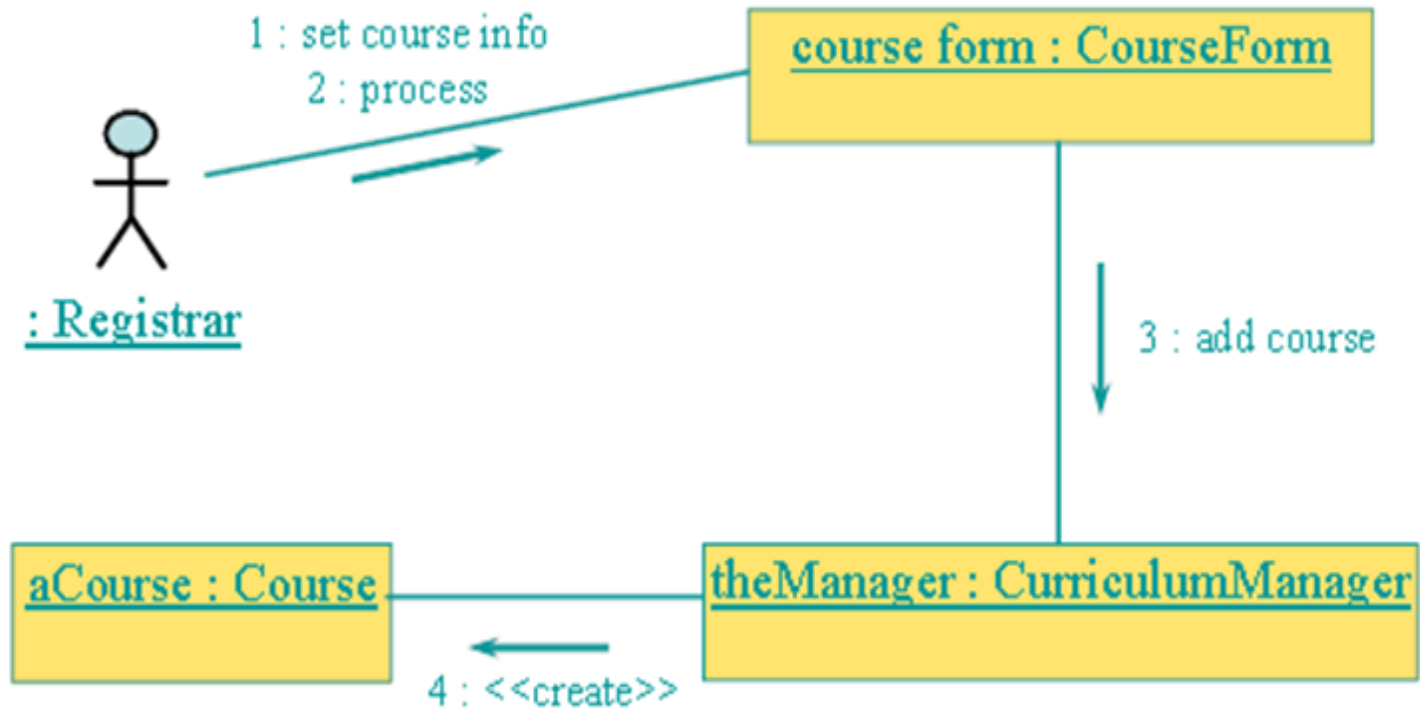 1 : set course info
2 : process
course form : CourseForm
: Registrar
3 : add course
aCourse : Course
theManager : CurriculumManager
4 : <<create>>